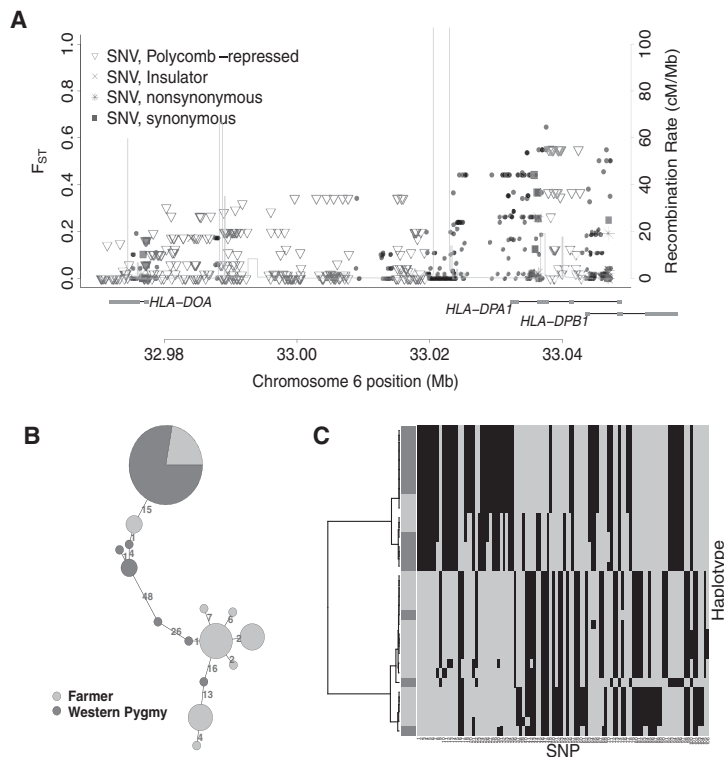 A
SNV, Polycomb−repressed
SNV, Insulator
SNV, nonsynonymous
SNV, synonymous
1.0
0.8
0.6
0.4
0.2
0.0
FST
100
80
60
40
20
0
Recombination Rate (cM/Mb)
HLA−DOA
HLA−DPA1
HLA−DPB1
32.98
33.00
33.02
33.04
Chromosome 6 position (Mb)
B
15
1
4
48
26
1
7
6
2
2
16
13
4
Farmer
Western Pygmy
C
Haplotype
SNP